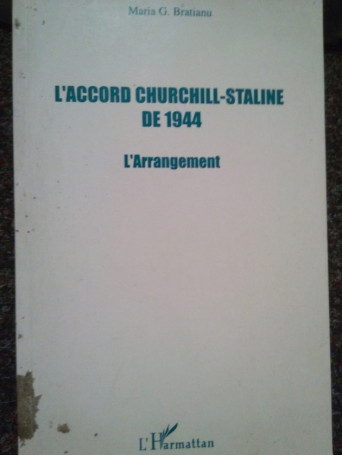 Maria G. Bratianu
L'ACCORD CHURCHILL-STALINE
DE 1944
L'Arrangement
L'Harmattan